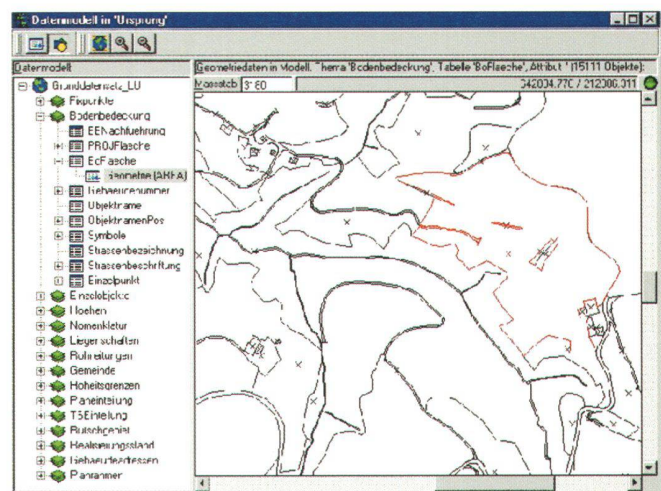 Datenmodell in 'Ursprung'
Datenmodell
Geometriedaten in Modell, Thema 'Bodenbedeckung', Tabelle 'BoFlaeche', Attribut * (15111 Objekte):
Massstab
Grunddatensatz_LU
Fixpunkte
Bodenbedeckung
EENachfuehrung
PROJFlaeche
BoFlaeche
Geometrie (AREA)
Gebaeudenummer
Objektname
ObjektnamenPos
Symbole
Strassenbezeichnung
Strassenbeschriftung
Einzelpunkt
Einzelobjekte
Hoehen
Nomenklatur
Liegenschaften
Rohrleitungen
Gemeinde
Hoheitsgrenzen
Planeinteilung
TSEinteilung
Rutschgebiet
Realisierungsstand
Gebaeudeadressen
Planrahmen